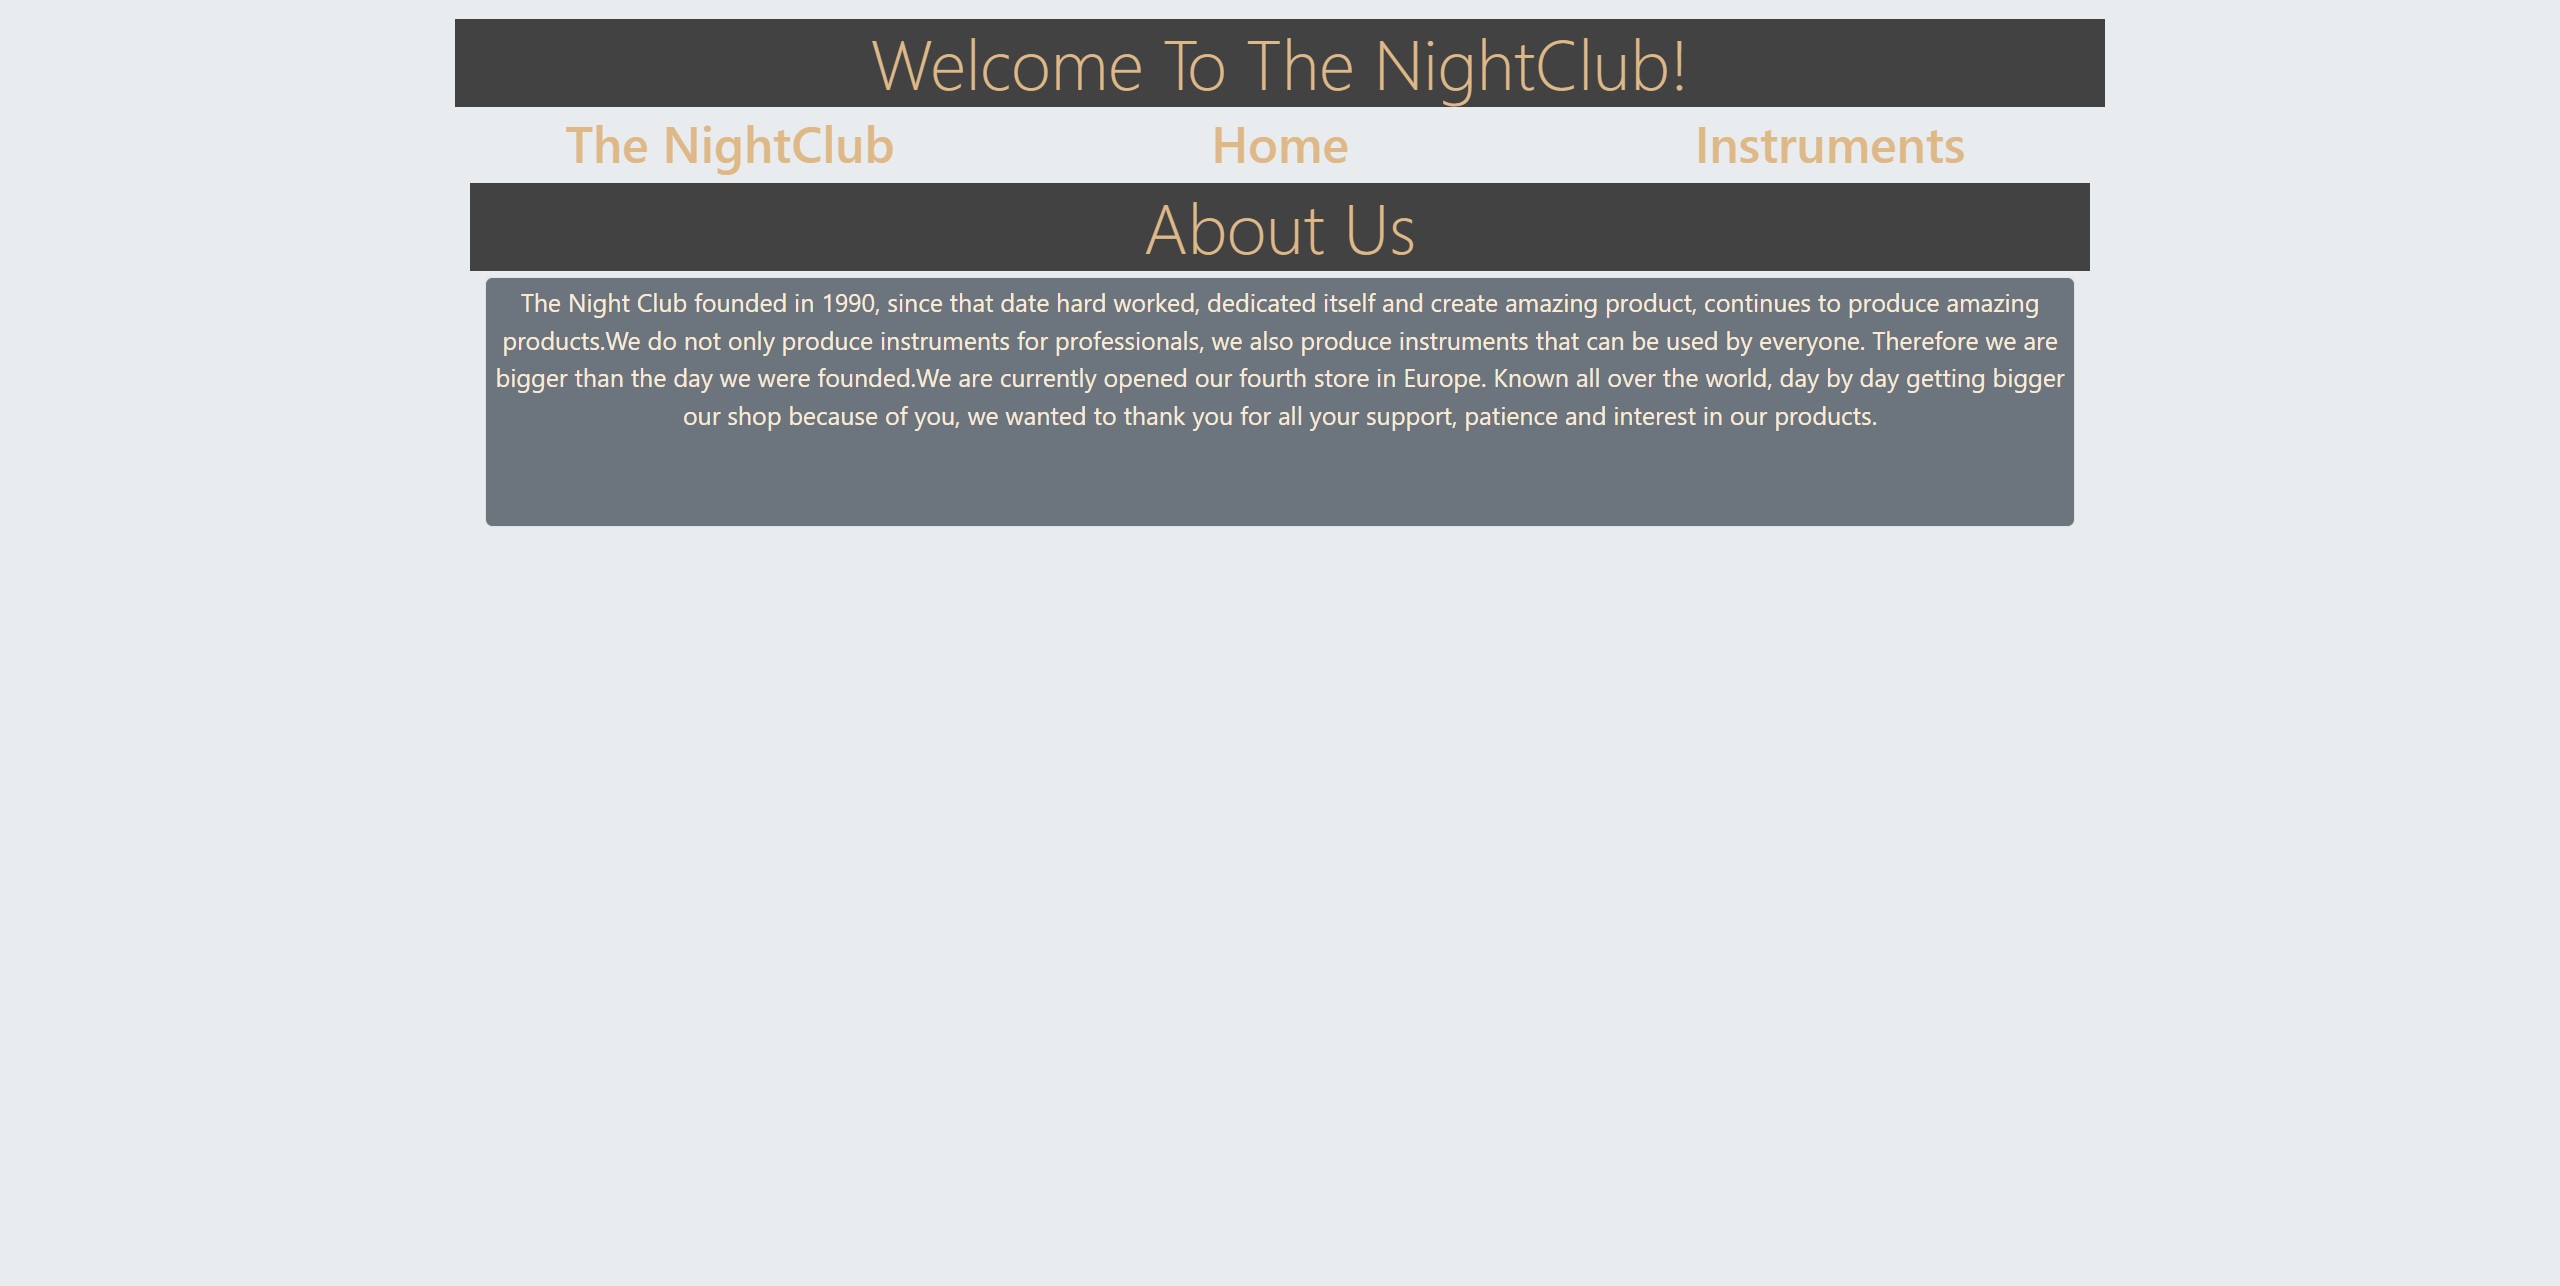 Welcome To The NightClub!
The NightClub Home Instruments
About Us
The Night Club founded in 1990, since that date hard worked, dedicated itself and create amazing product, continues to produce amazing
products.We do not only produce instruments for professionals, we also produce instruments that can be used by everyone. Therefore we are
bigger than the day we were founded.We are currently opened our fourth store in Europe. Known all over the world, day by day getting bigger
our shop because of you, we wanted to thank you for all your support, patience and interest in our products.